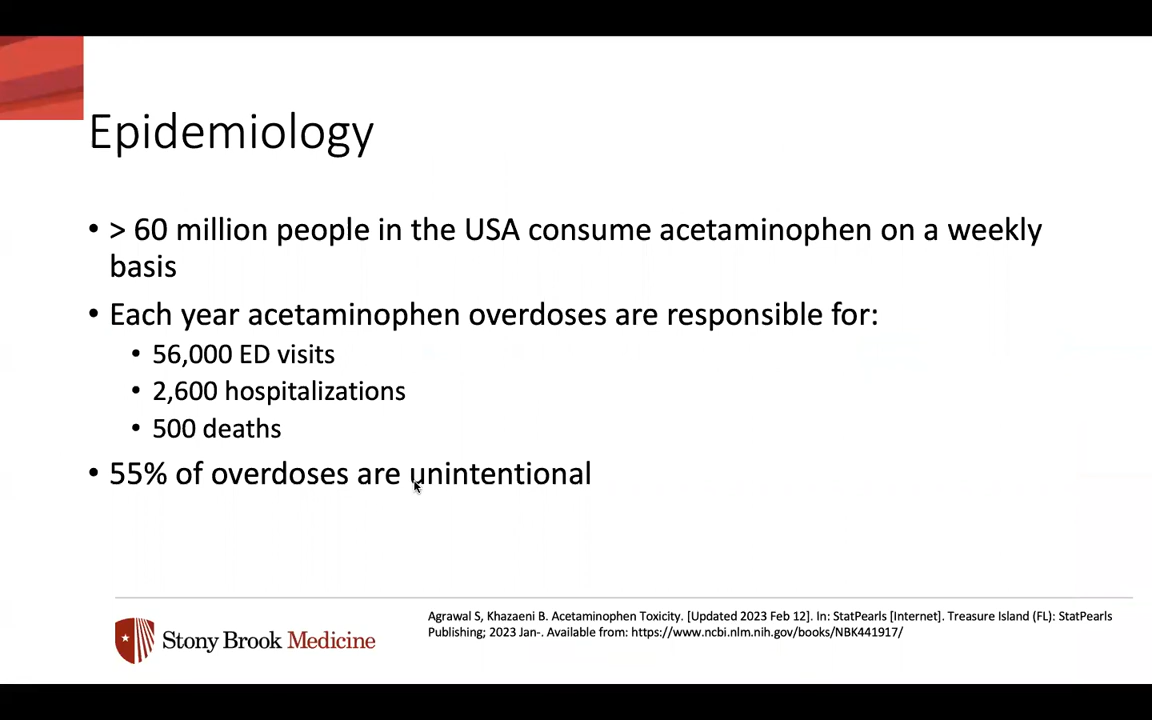 Epidemiology
• > 60 million people in the USA consume acetaminophen on a weekly
basis
• Each year acetaminophen overdoses are responsible for:
• 56,000 ED visits
• 2,600 hospitalizations
• 500 deaths
• 55% of overdoses are unintentional
Agrawal S, Khazaeni B. Acetaminophen Toxicity. [Updated 2023 Feb 12]. In: StatPearls [Internet]. Treasure Island (FL): StatPearls
Publishing; 2023 Jan-. Available from: https://www.ncbi.nlm.nih.gov/books/NBK441917/
Stony Brook Medicine